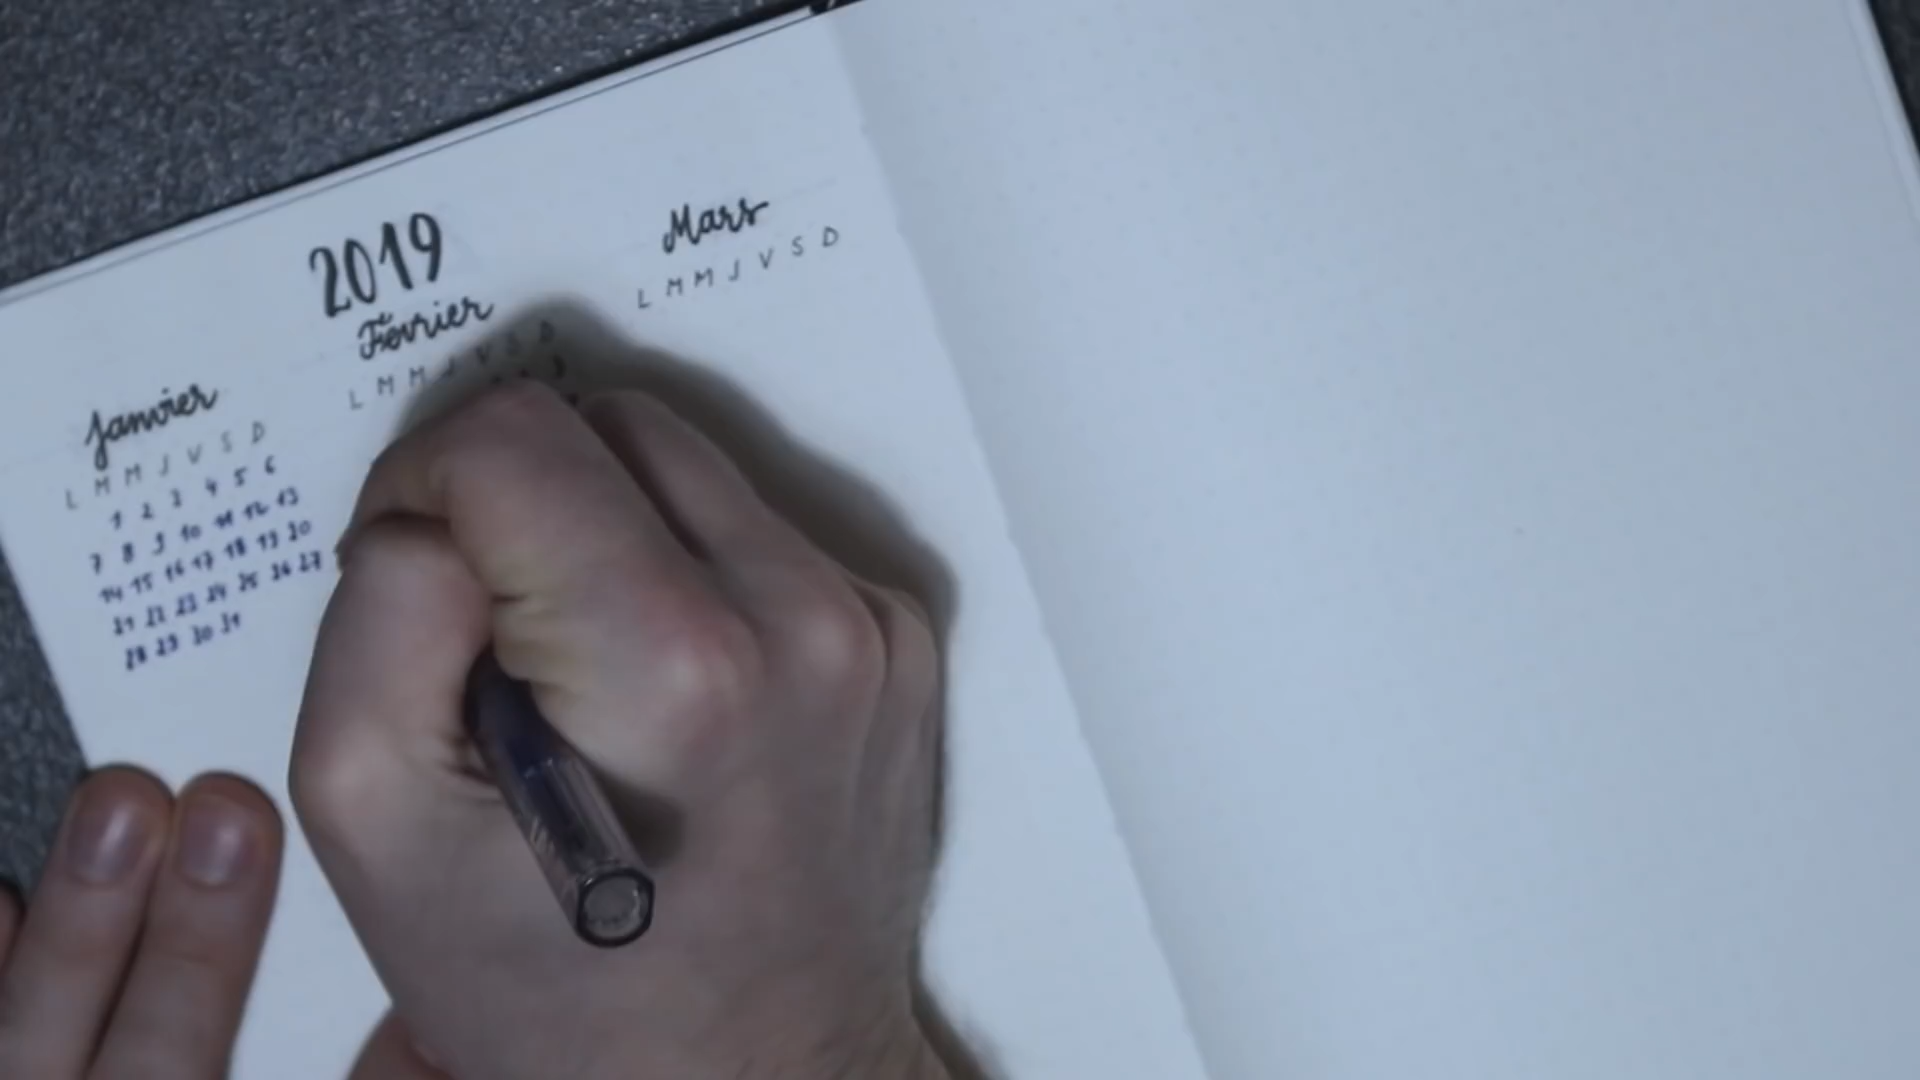 2019
Janvier
L M M J V S D
1 2 3 4 5 6
7 8 9 10 11 12 13
14 15 16 17 18 19 20
21 22 23 24 25 26 27
28 29 30 31
Février
L M M J V S D
3
Mars
L M M J V S D